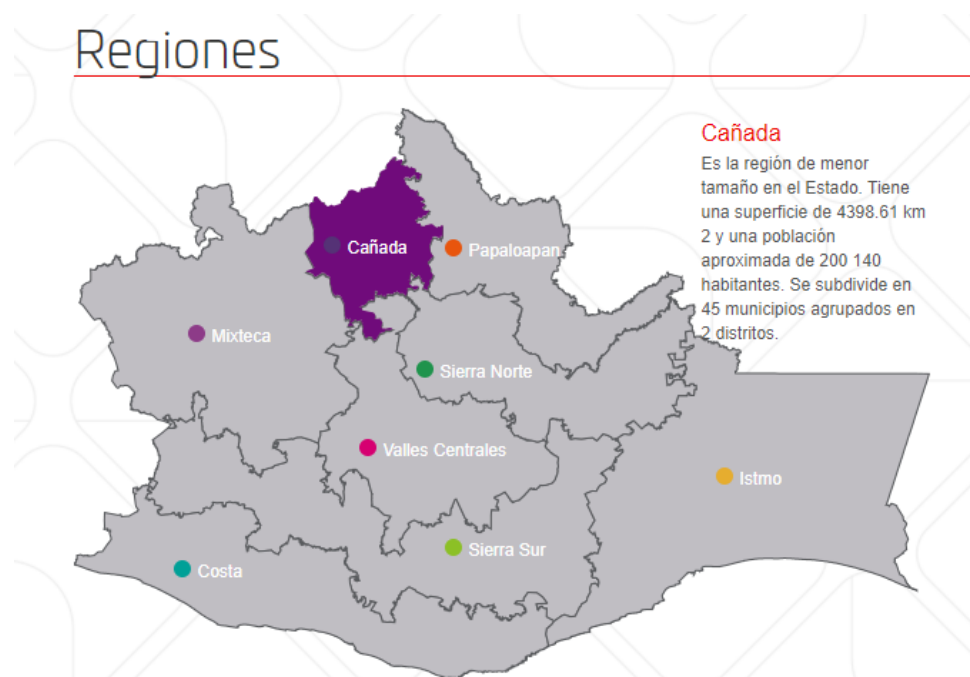 Regiones
Cañada
Es la región de menor
tamaño en el Estado. Tiene
una superficie de 4398.61 km
2 y una población
aproximada de 200 140
habitantes. Se subdivide en
45 municipios agrupados en
2 distritos.
Cañada
Papaloapan
Mixteca
Sierra Norte
Valles Centrales
Istmo
Sierra Sur
Costa